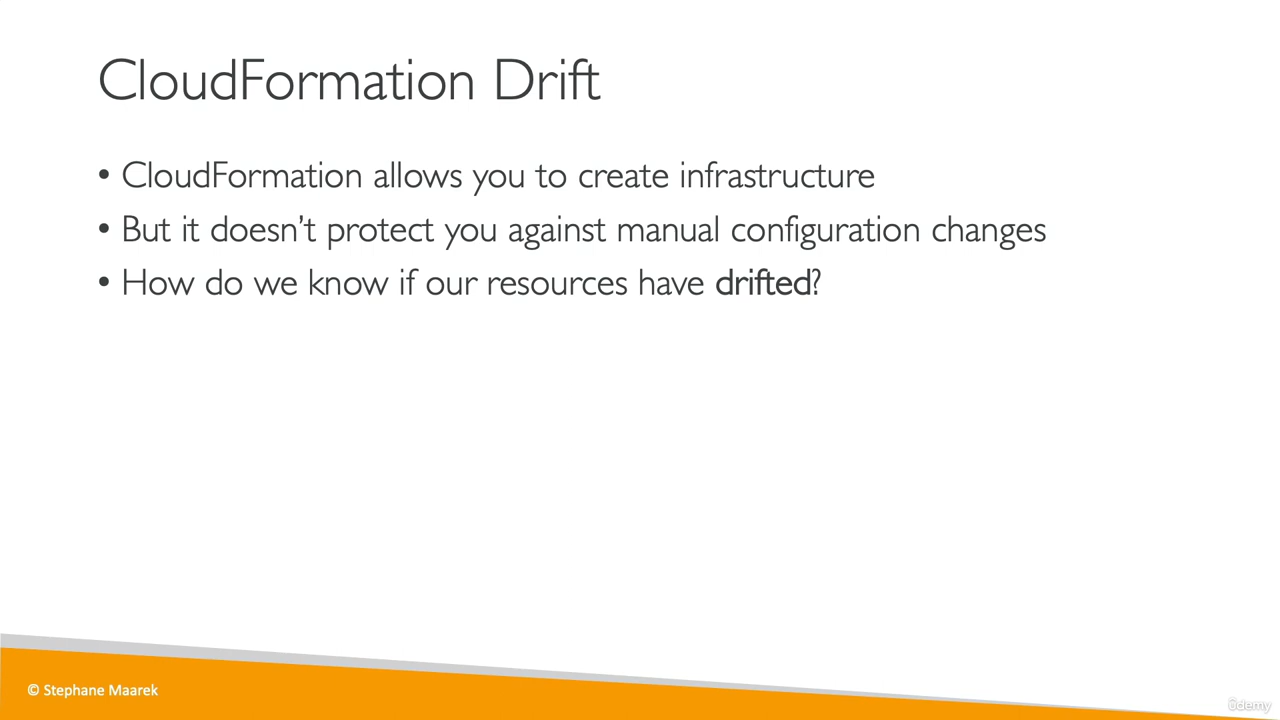 CloudFormation Drift
• CloudFormation allows you to create infrastructure
• But it doesn’t protect you against manual configuration changes
• How do we know if our resources have drifted?
© Stephane Maarek
ûdemy